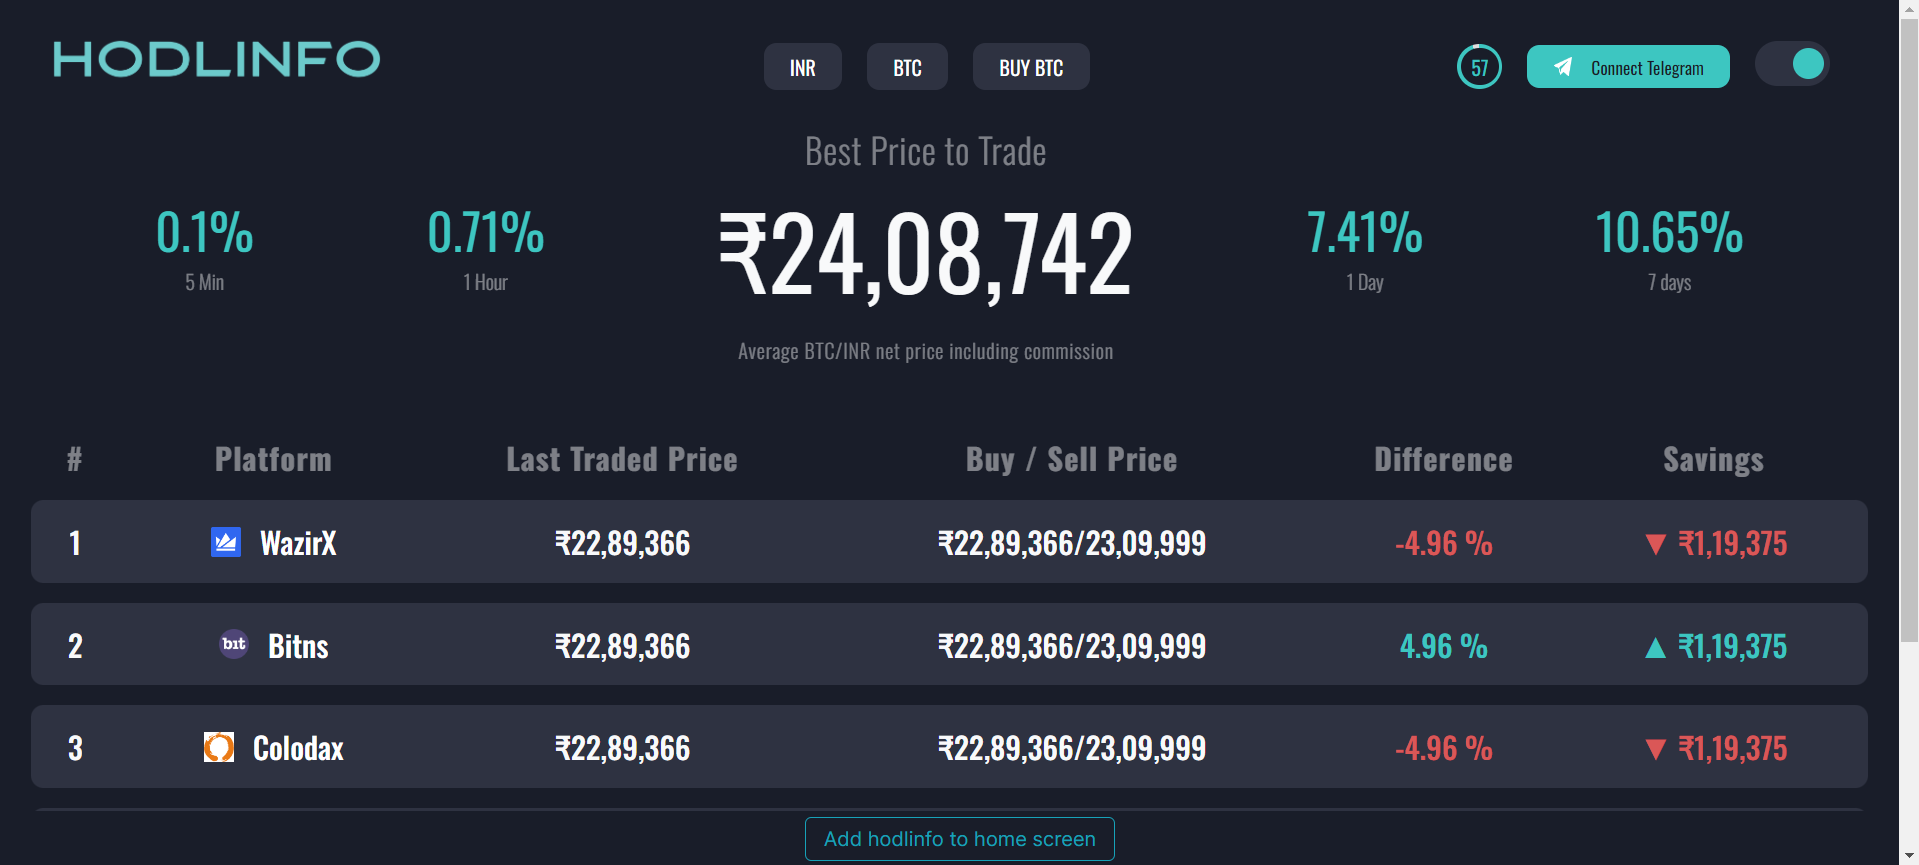 HODLINFO
INR BTC BUY BTC
57 Connect Telegram
Best Price to Trade
0.1% 0.71% ₹24,08,742 7.41% 10.65%
5 Min 1 Hour 1 Day 7 days
Average BTC/INR net price including commission
# Platform Last Traded Price Buy / Sell Price Difference Savings
1 WazirX ₹22,89,366 ₹22,89,366/23,09,999 -4.96 % ▼ ₹1,19,375
2 bıt Bitns ₹22,89,366 ₹22,89,366/23,09,999 4.96 % ▲ ₹1,19,375
3 Colodax ₹22,89,366 ₹22,89,366/23,09,999 -4.96 % ▼ ₹1,19,375
Add hodlinfo to home screen